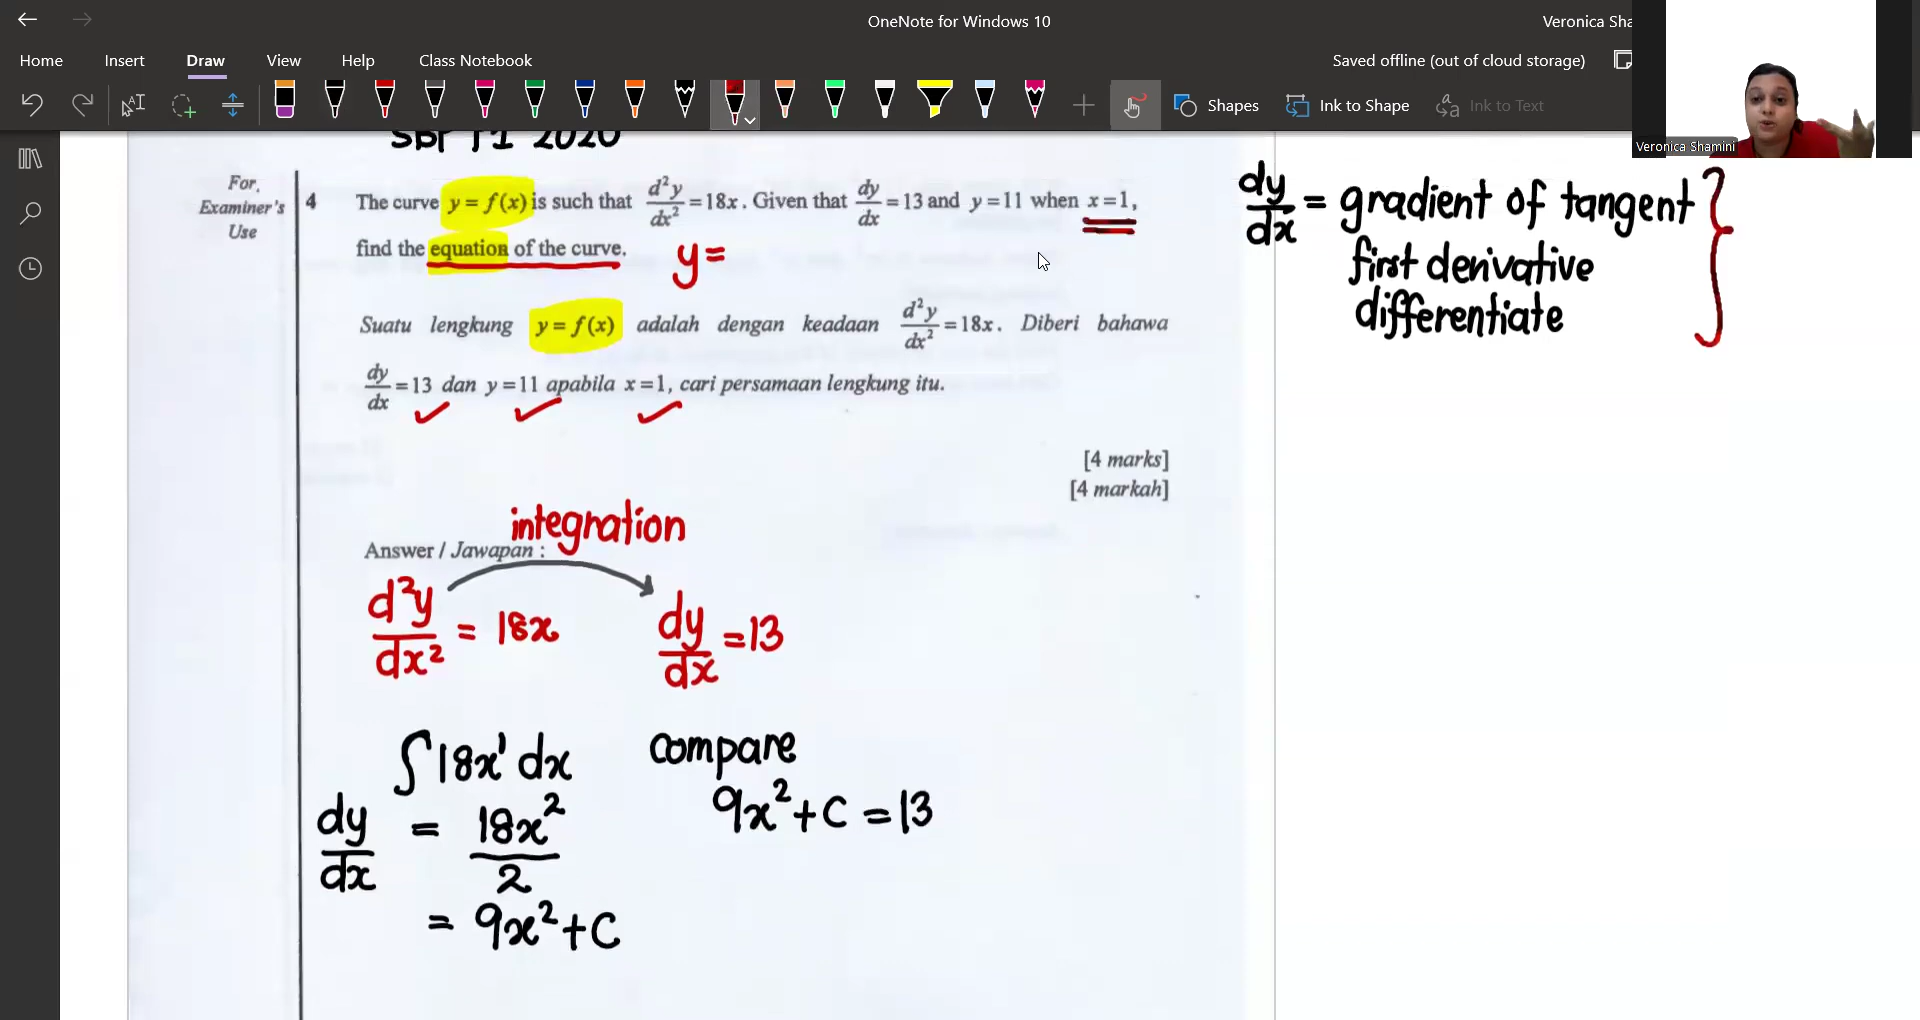 OneNote for Windows 10
Veronica Sha
Home Insert Draw View Help Class Notebook
Saved offline (out of cloud storage)
Shapes Ink to Shape Ink to Text
Veronica Shamini
SBP P1 2020
For
Examiner's
Use
4 The curve y = f(x) is such that d²y/dx² = 18x. Given that dy/dx = 13 and y = 11 when x = 1,
find the equation of the curve.
y =
Suatu lengkung y = f(x) adalah dengan keadaan d²y/dx² = 18x. Diberi bahawa
dy/dx = 13 dan y = 11 apabila x = 1, cari persamaan lengkung itu.
[4 marks]
[4 markah]
dy/dx = gradient of tangent
first derivative
differentiate
integration
Answer / Jawapan :
d²y/dx² = 18x dy/dx = 13
∫ 18x¹ dx
dy/dx = 18x²/2
= 9x² + C
compare
9x² + C = 13